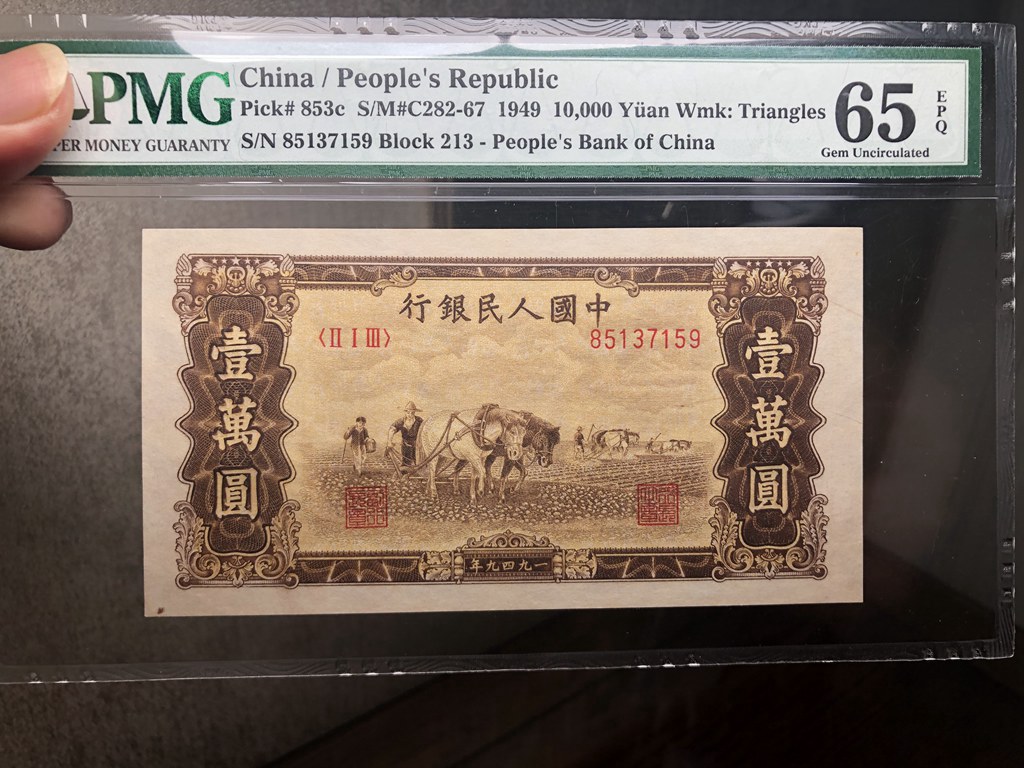 PMG
PER MONEY GUARANTY
China / People's Republic
Pick# 853c S/M#C282-67 1949 10,000 Yüan Wmk: Triangles
S/N 85137159 Block 213 - People's Bank of China
65
Gem Uncirculated
EPQ
行銀民人國中
〈II I III〉
85137159
壹萬圓
壹萬圓
年九四九一